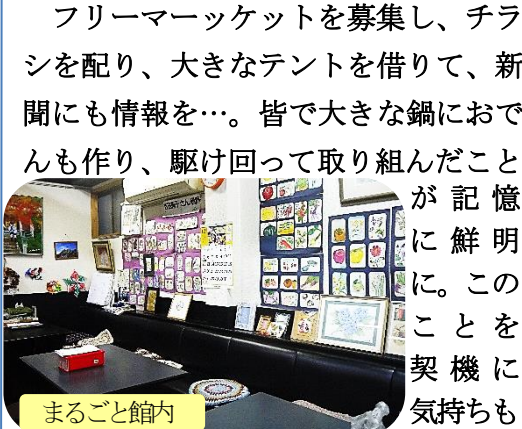 フリーマーッケットを募集し、チラ
シを配り、大きなテントを借りて、新
聞にも情報を…。皆で大きな鍋におで
んも作り、駆け回って取り組んだこと
が記憶
に鮮明
に。この
ことを
契機に
気持ちも
まるごと館内